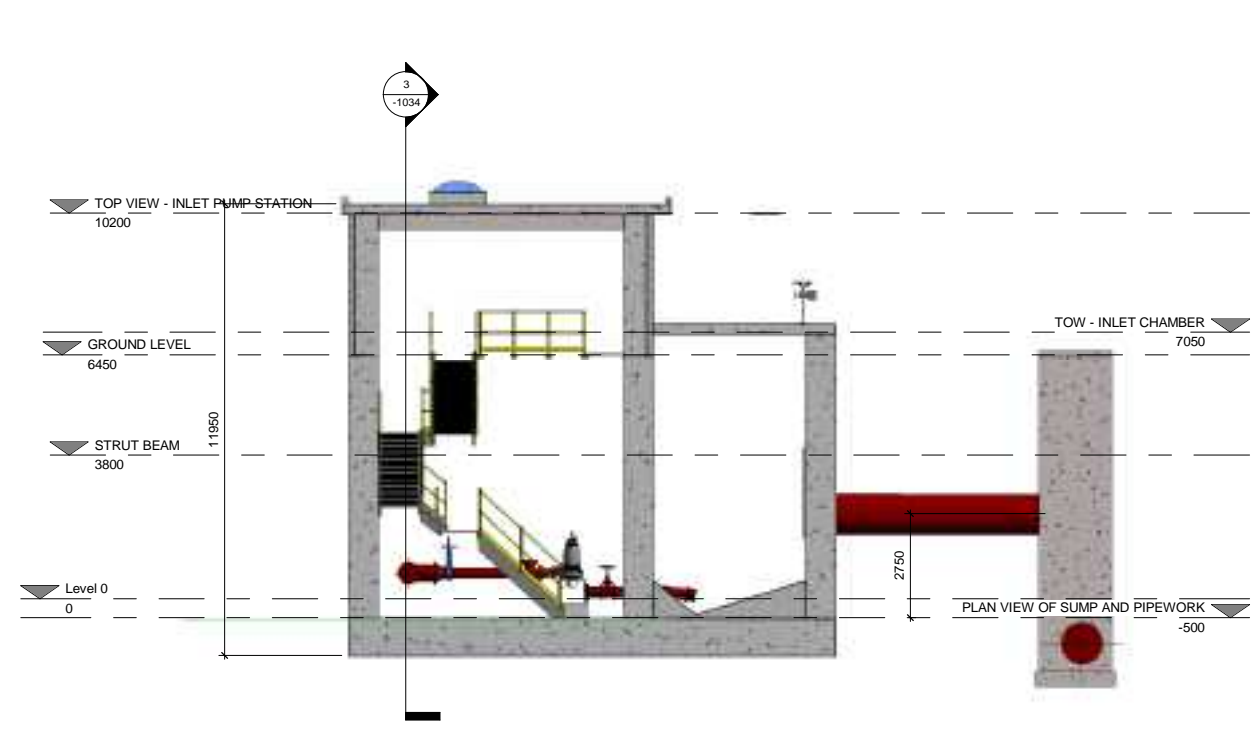 3
-1034
TOP VIEW - INLET PUMP STATION
10200
TOW - INLET CHAMBER
7050
GROUND LEVEL
6450
11950
STRUT BEAM
3800
2750
Level 0
0
PLAN VIEW OF SUMP AND PIPEWORK
-500